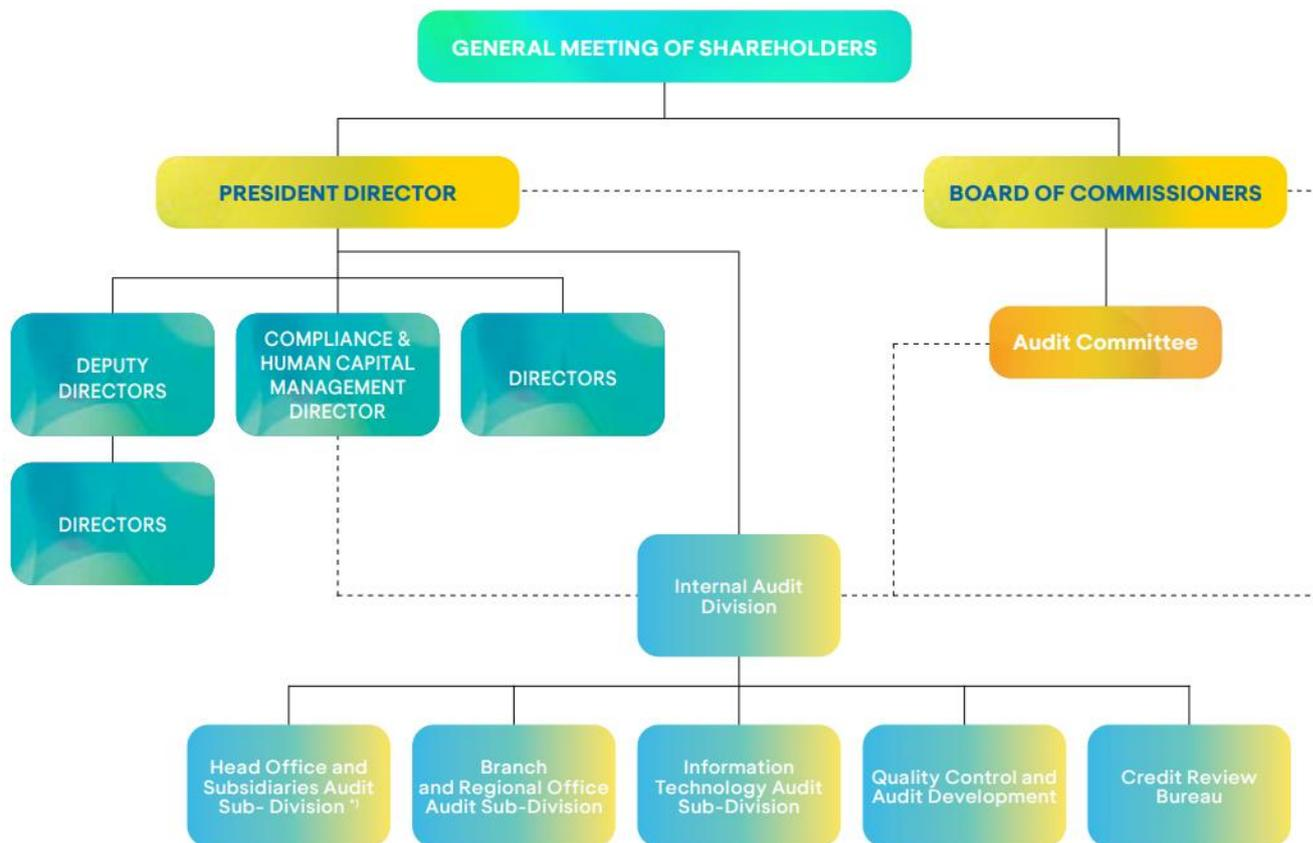 GENERAL MEETING OF SHAREHOLDERS
PRESIDENT DIRECTOR
BOARD OF COMMISSIONERS
DEPUTY
DIRECTORS
COMPLIANCE &
HUMAN CAPITAL
MANAGEMENT
DIRECTOR
DIRECTORS
Audit Committee
DIRECTORS
Internal Audit
Division
Head Office and
Subsidiaries Audit
Sub- Division *)
Branch
and Regional Office
Audit Sub-Division
Information
Technology Audit
Sub-Division
Quality Control and
Audit Development
Credit Review
Bureau